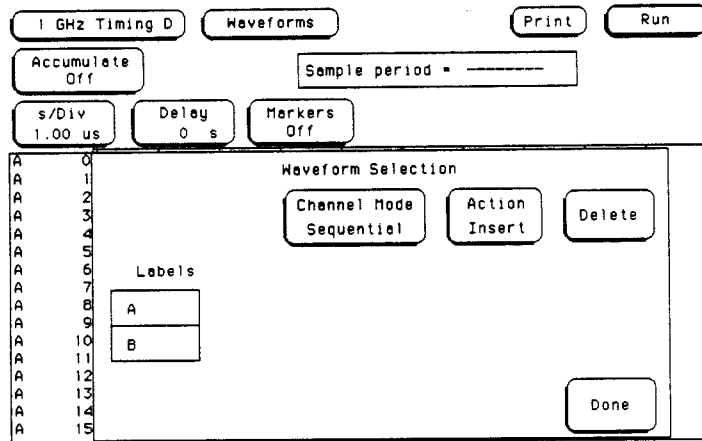 1 GHz Timing D Waveforms Print Run
Accumulate
Off
Sample period = --------
s/Div
1.00 us
Delay
0 s
Markers
Off
Waveform Selection
Channel Mode
Sequential
Action
Insert
Delete
Labels
A
B
Done
A 0
A 1
A 2
A 3
A 4
A 5
A 6
A 7
A 8
A 9
A 10
A 11
A 12
A 13
A 14
A 15